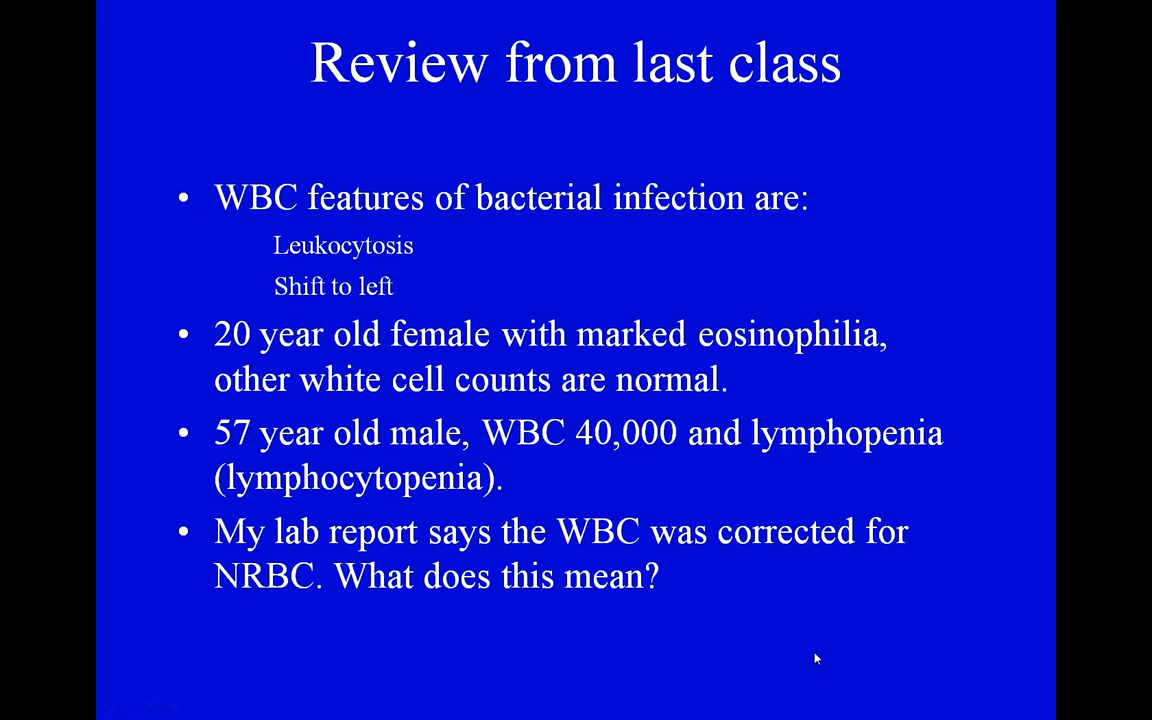 Review from last class
• WBC features of bacterial infection are:
Leukocytosis
Shift to left
• 20 year old female with marked eosinophilia,
other white cell counts are normal.
• 57 year old male, WBC 40,000 and lymphopenia
(lymphocytopenia).
• My lab report says the WBC was corrected for
NRBC. What does this mean?